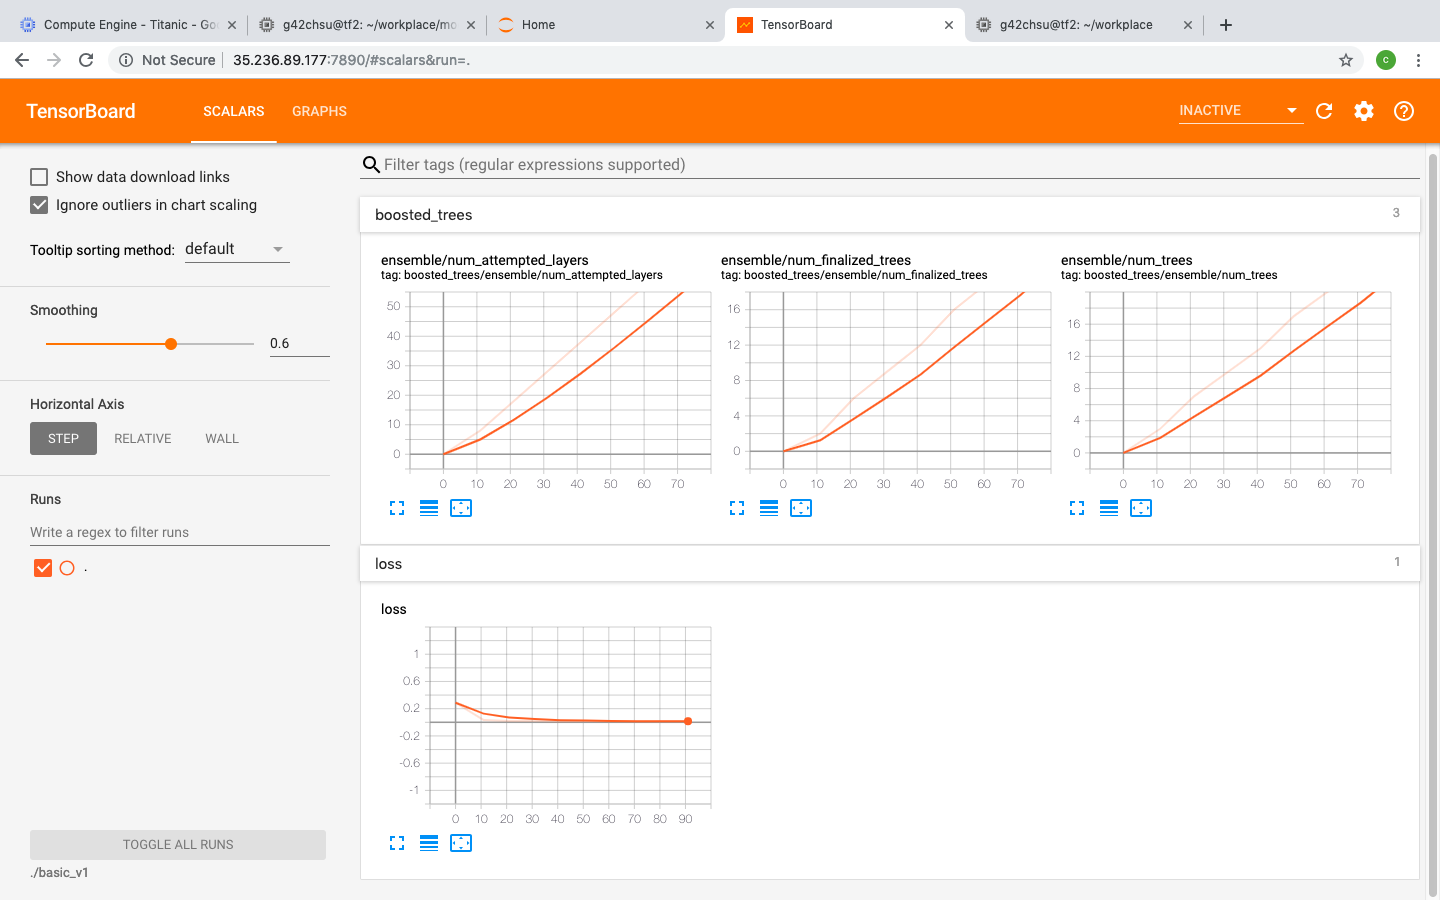 Compute Engine - Titanic - Go
g42chsu@tf2: ~/workplace/mo
Home
TensorBoard
g42chsu@tf2: ~/workplace
Not Secure
35.236.89.177:7890/#scalars&run=.
c
TensorBoard
SCALARS
GRAPHS
INACTIVE
Show data download links
Ignore outliers in chart scaling
Tooltip sorting method: default
Smoothing
0.6
Horizontal Axis
STEP RELATIVE WALL
Runs
Write a regex to filter runs
.
TOGGLE ALL RUNS
./basic_v1
Filter tags (regular expressions supported)
boosted_trees 3
ensemble/num_attempted_layers
tag: boosted_trees/ensemble/num_attempted_layers
50
40
30
20
10
0
0 10 20 30 40 50 60 70
ensemble/num_finalized_trees
tag: boosted_trees/ensemble/num_finalized_trees
16
12
8
4
0
0 10 20 30 40 50 60 70
ensemble/num_trees
tag: boosted_trees/ensemble/num_trees
16
12
8
4
0
0 10 20 30 40 50 60 70
loss 1
loss
1
0.6
0.2
-0.2
-0.6
-1
0 10 20 30 40 50 60 70 80 90